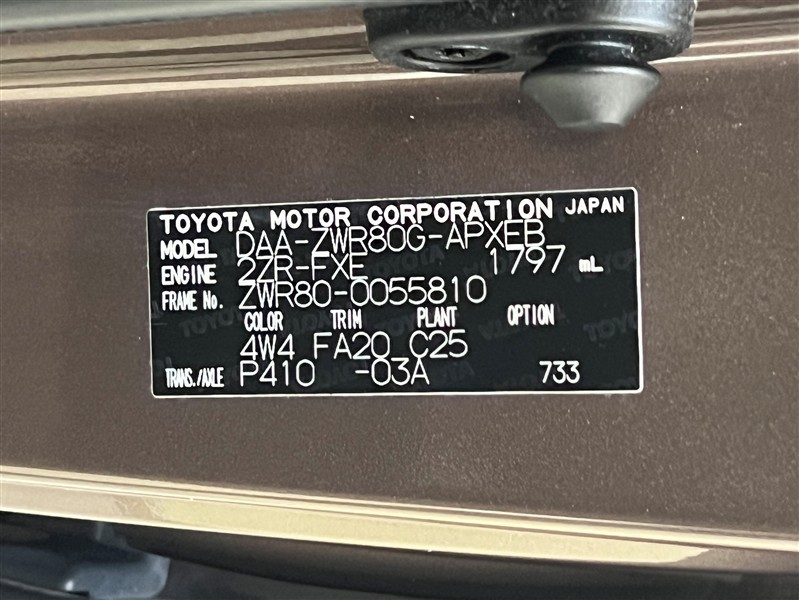 TOYOTA MOTOR CORPORATION JAPAN
MODEL DAA-ZWR80G-APXEB
ENGINE 2ZR-FXE 1797 mL
FRAME No. ZWR80-0055810
COLOR TRIM PLANT OPTION
4W4 FA20 C25
TRANS./AXLE P410 -03A 733